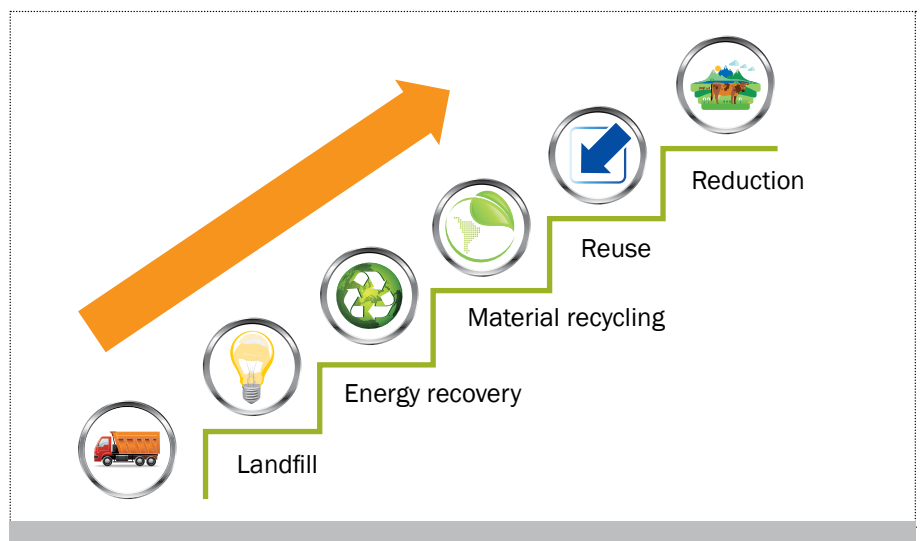 Reduction
Reuse
Material recycling
Energy recovery
Landfill